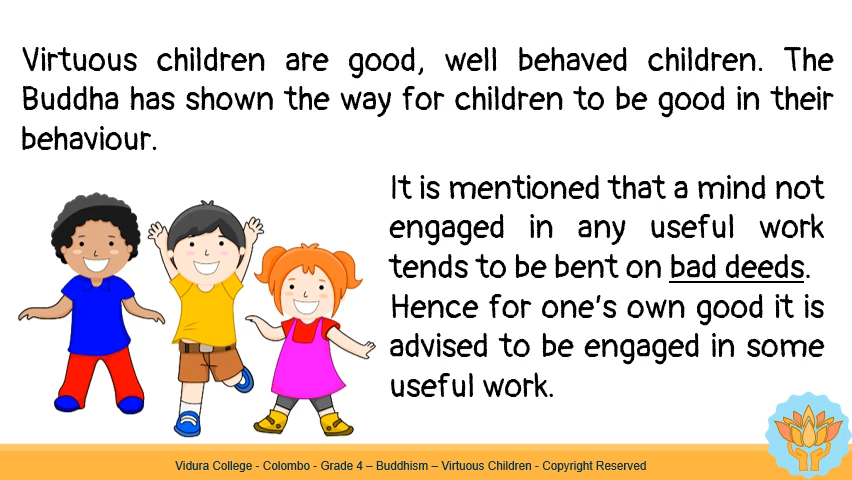 Virtuous children are good, well behaved children. The
Buddha has shown the way for children to be good in their
behaviour.
It is mentioned that a mind not
engaged in any useful work
tends to be bent on bad deeds.
Hence for one's own good it is
advised to be engaged in some
useful work.
Vidura College - Colombo - Grade 4 – Buddhism – Virtuous Children - Copyright Reserved